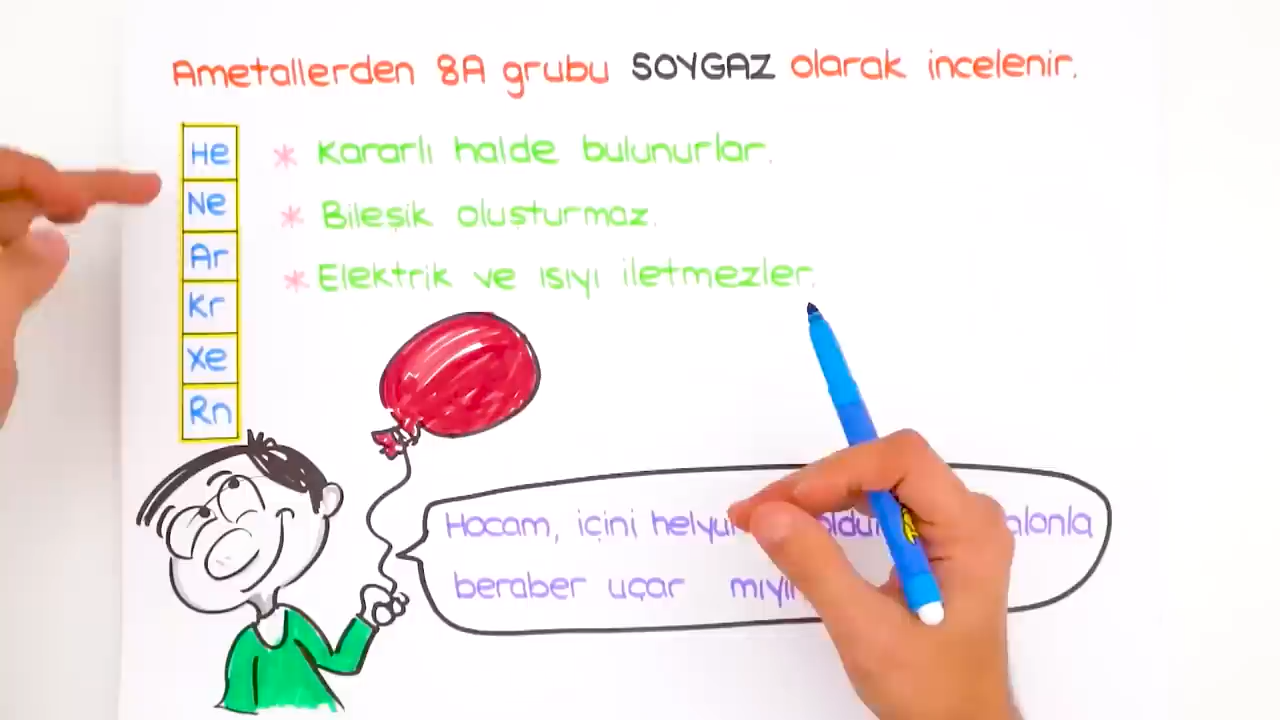 Ametallerden 8A grubu SOYGAZ olarak incelenir.
He
Ne
Ar
Kr
Xe
Rn
* Kararlı halde bulunurlar.
* Bileşik oluşturmaz.
* Elektrik ve ısıyı iletmezler.
Hocam, içini
beraber uçar